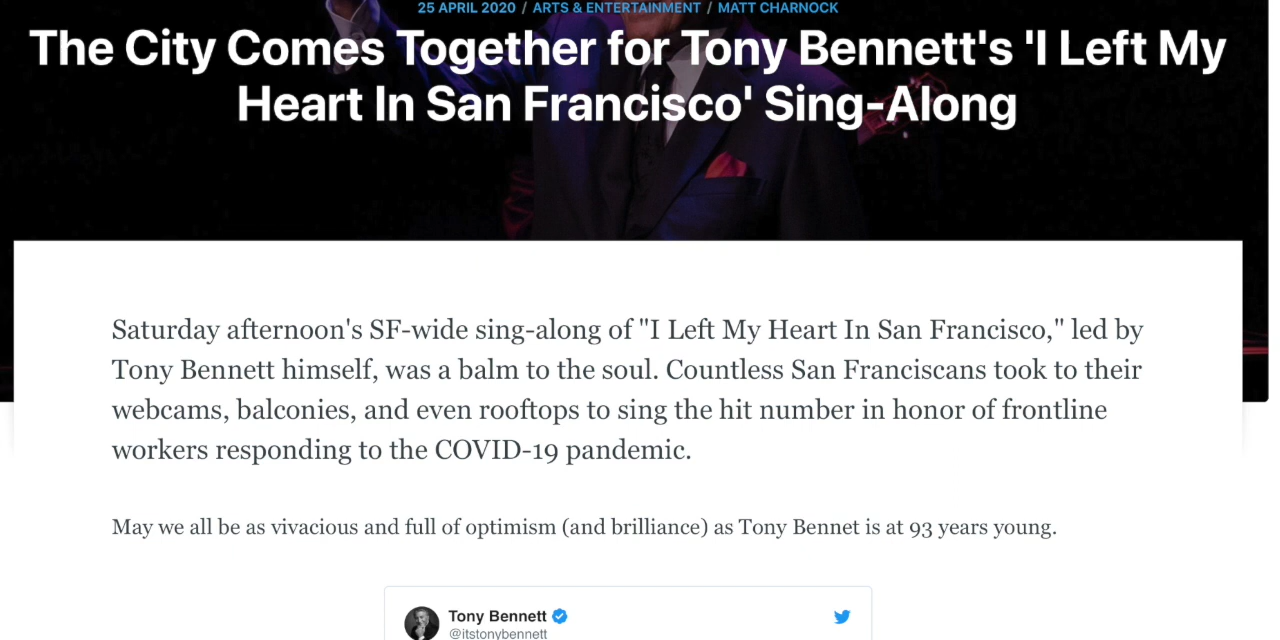 25 APRIL 2020 / ARTS & ENTERTAINMENT / MATT CHARNOCK
The City Comes Together for Tony Bennett's 'I Left My
Heart In San Francisco' Sing-Along
Saturday afternoon's SF-wide sing-along of "I Left My Heart In San Francisco," led by
Tony Bennett himself, was a balm to the soul. Countless San Franciscans took to their
webcams, balconies, and even rooftops to sing the hit number in honor of frontline
workers responding to the COVID-19 pandemic.
May we all be as vivacious and full of optimism (and brilliance) as Tony Bennet is at 93 years young.
Tony Bennett
@itstonybennett